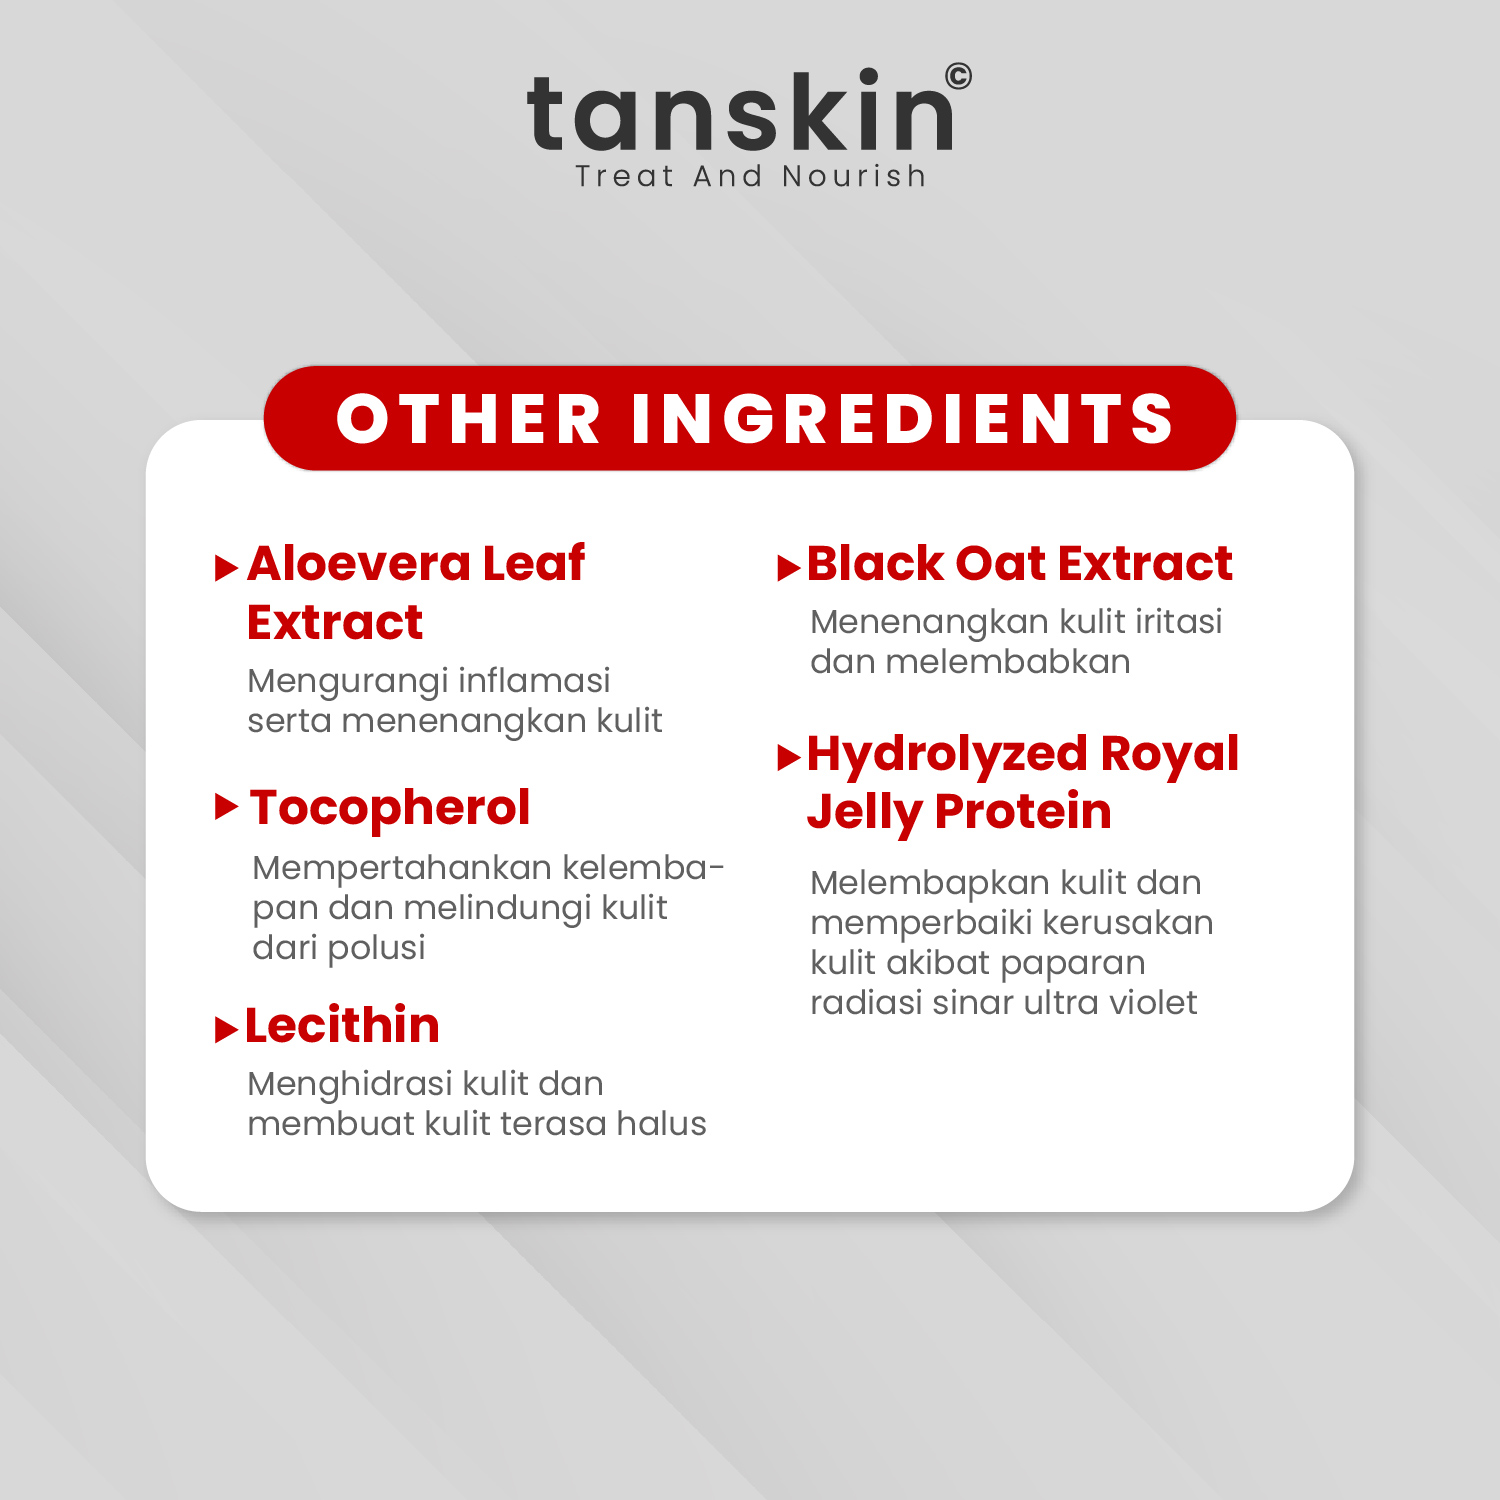 tanskin©
Treat And Nourish
OTHER INGREDIENTS
▶Aloevera Leaf
Extract
Mengurangi inflamasi
serta menenangkan kulit
▶Tocopherol
Mempertahankan kelemba-
pan dan melindungi kulit
dari polusi
▶Lecithin
Menghidrasi kulit dan
membuat kulit terasa halus
▶Black Oat Extract
Menenangkan kulit iritasi
dan melembabkan
▶Hydrolyzed Royal
Jelly Protein
Melembapkan kulit dan
memperbaiki kerusakan
kulit akibat paparan
radiasi sinar ultra violet